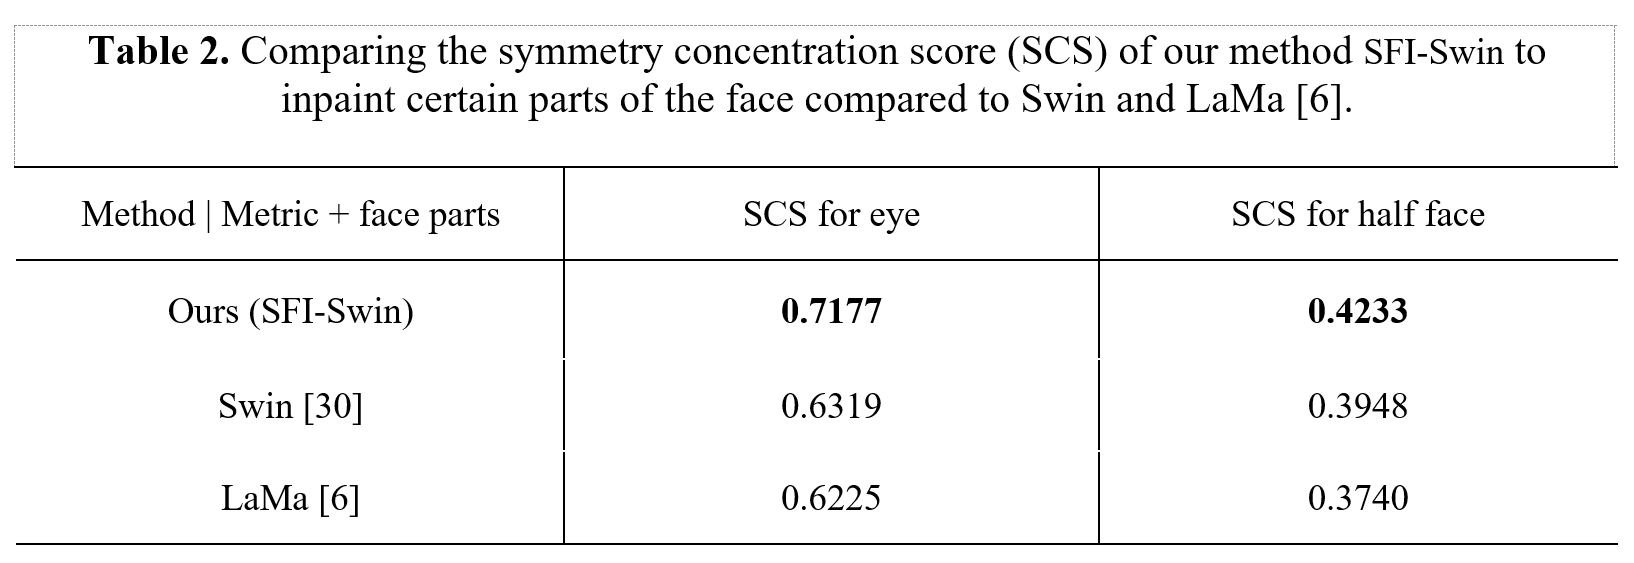 Table 2. Comparing the symmetry concentration score (SCS) of our method SFI-Swin to
inpaint certain parts of the face compared to Swin and LaMa [6].
Method | Metric + face parts SCS for eye SCS for half face
Ours (SFI-Swin) 0.7177 0.4233
Swin [30] 0.6319 0.3948
LaMa [6] 0.6225 0.3740